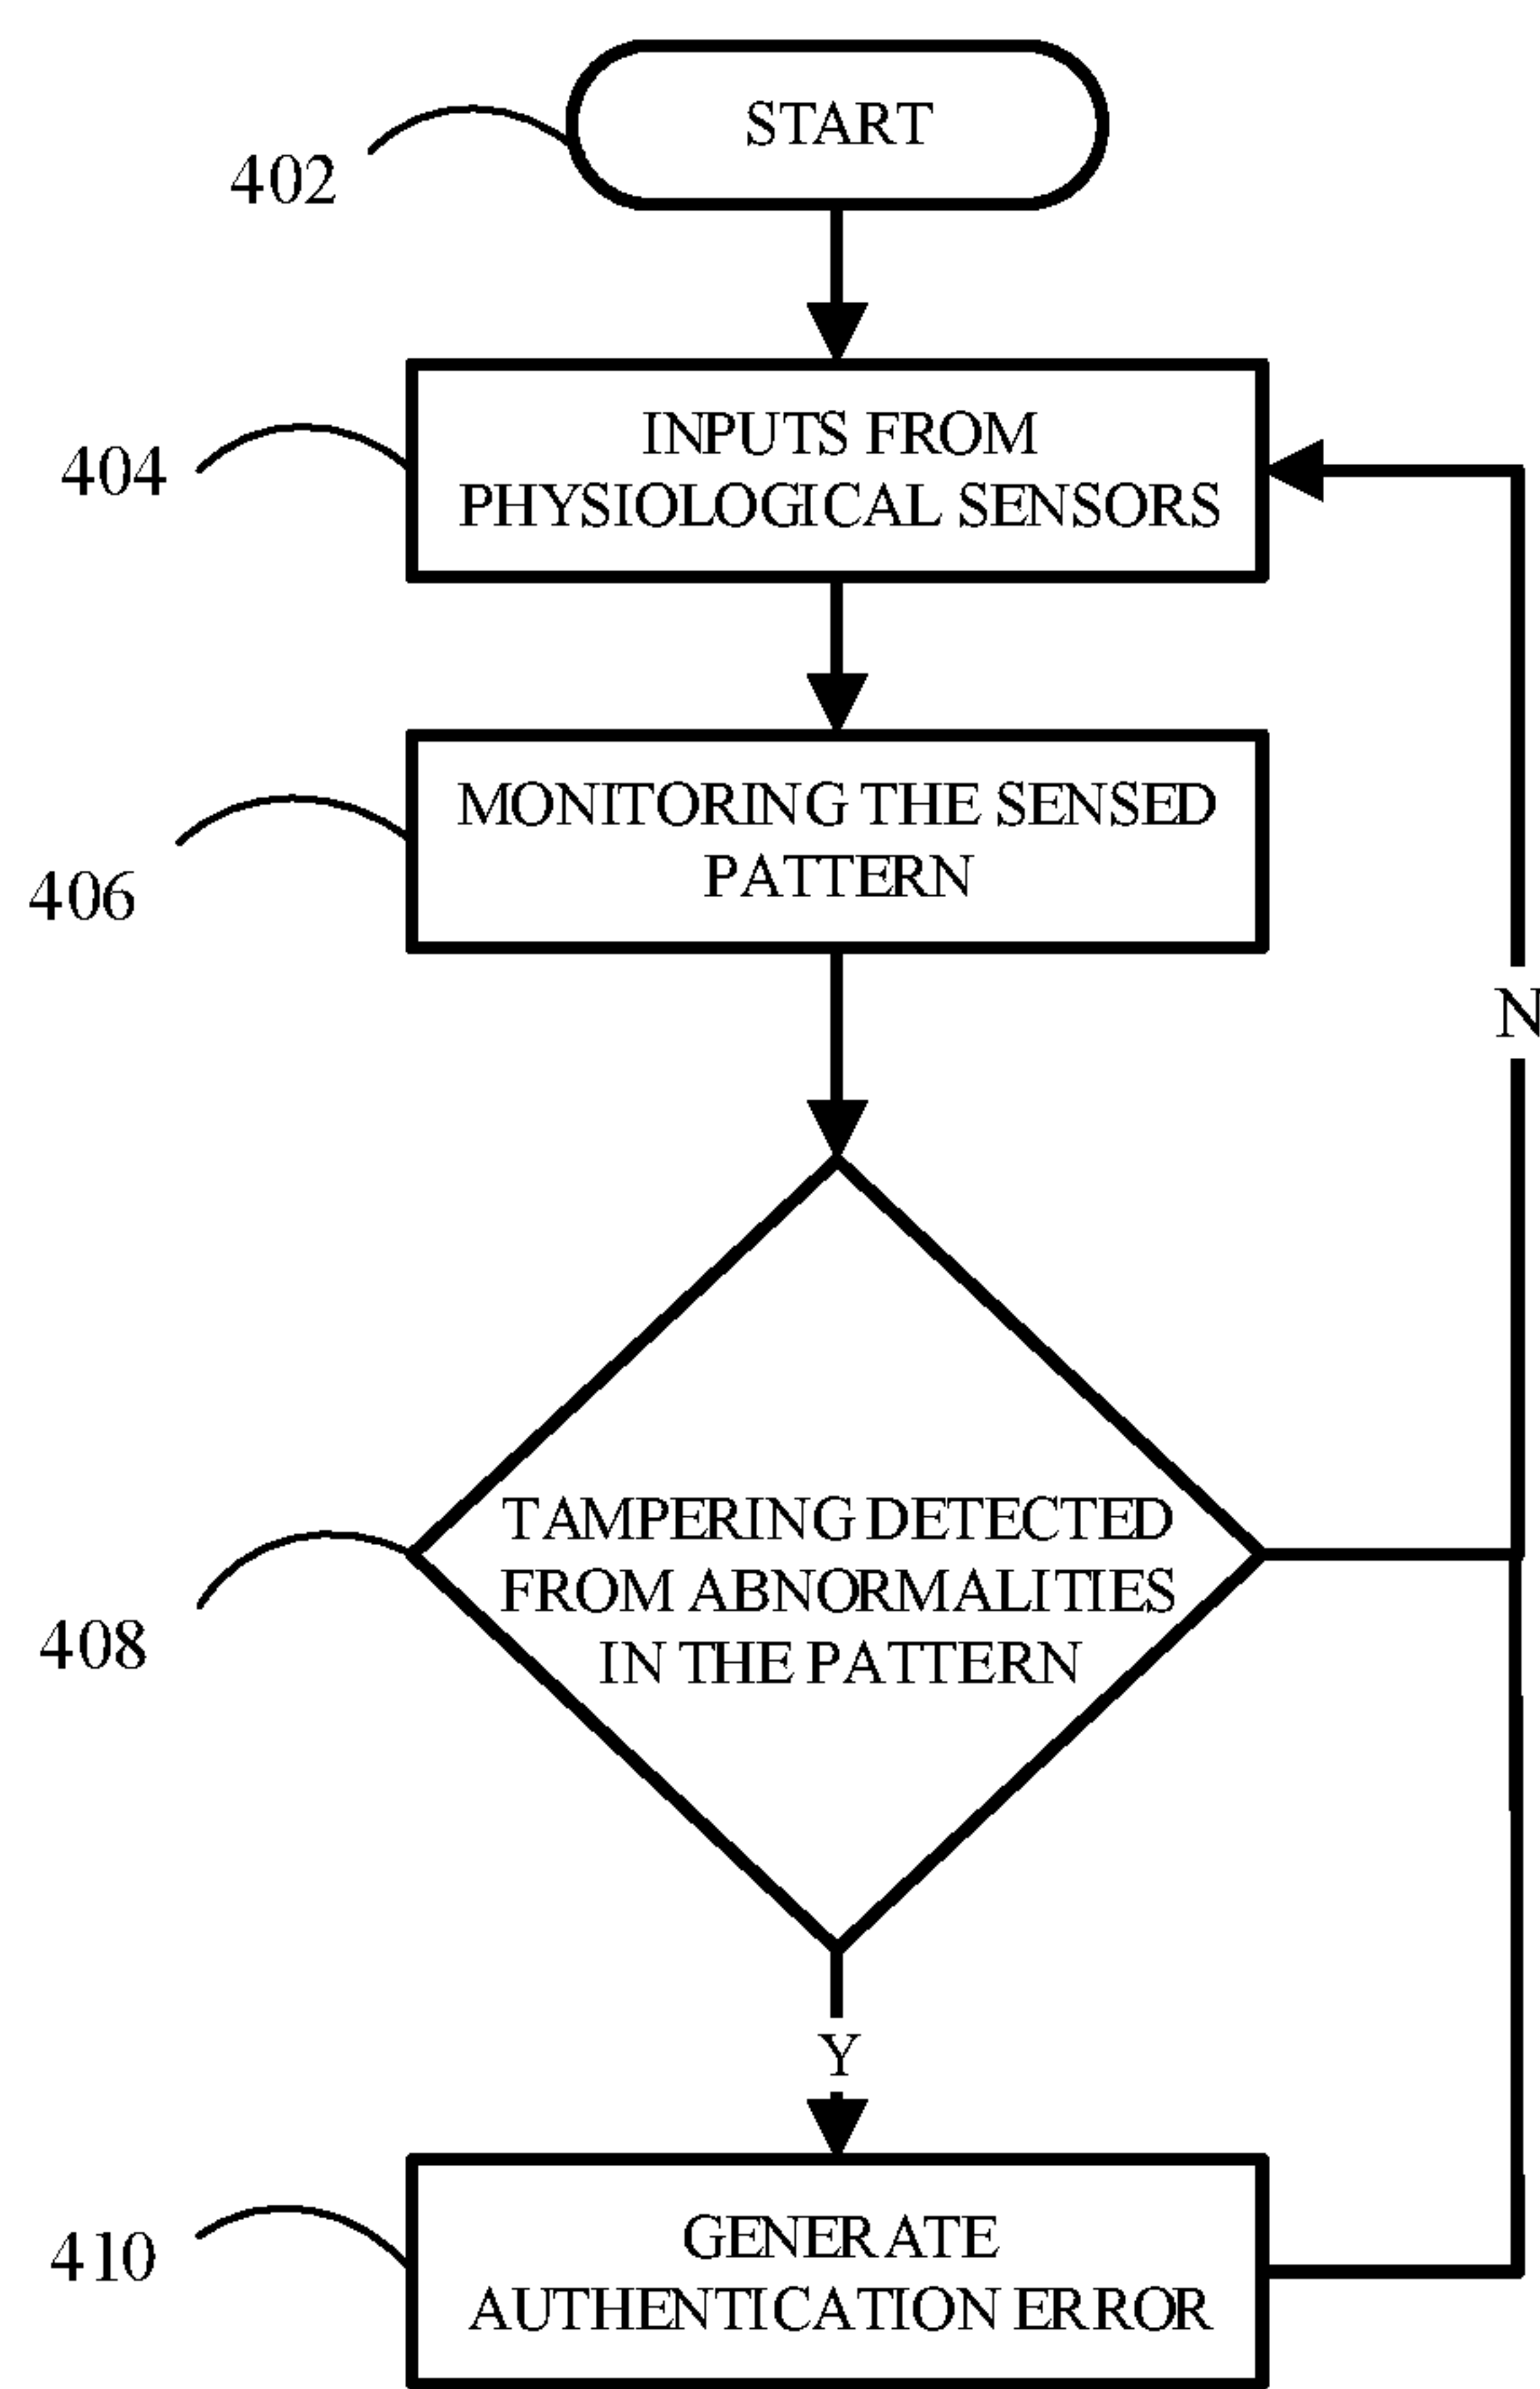 START
402
INPUTS FROM
PHYSIOLOGICAL SENSORS
404
MONITORING THE SENSED
PATTERN
406
N
TAMPERING DETECTED
FROM ABNORMALITIES
IN THE PATTERN
408
Y
GENERATE
AUTHENTICATION ERROR
410